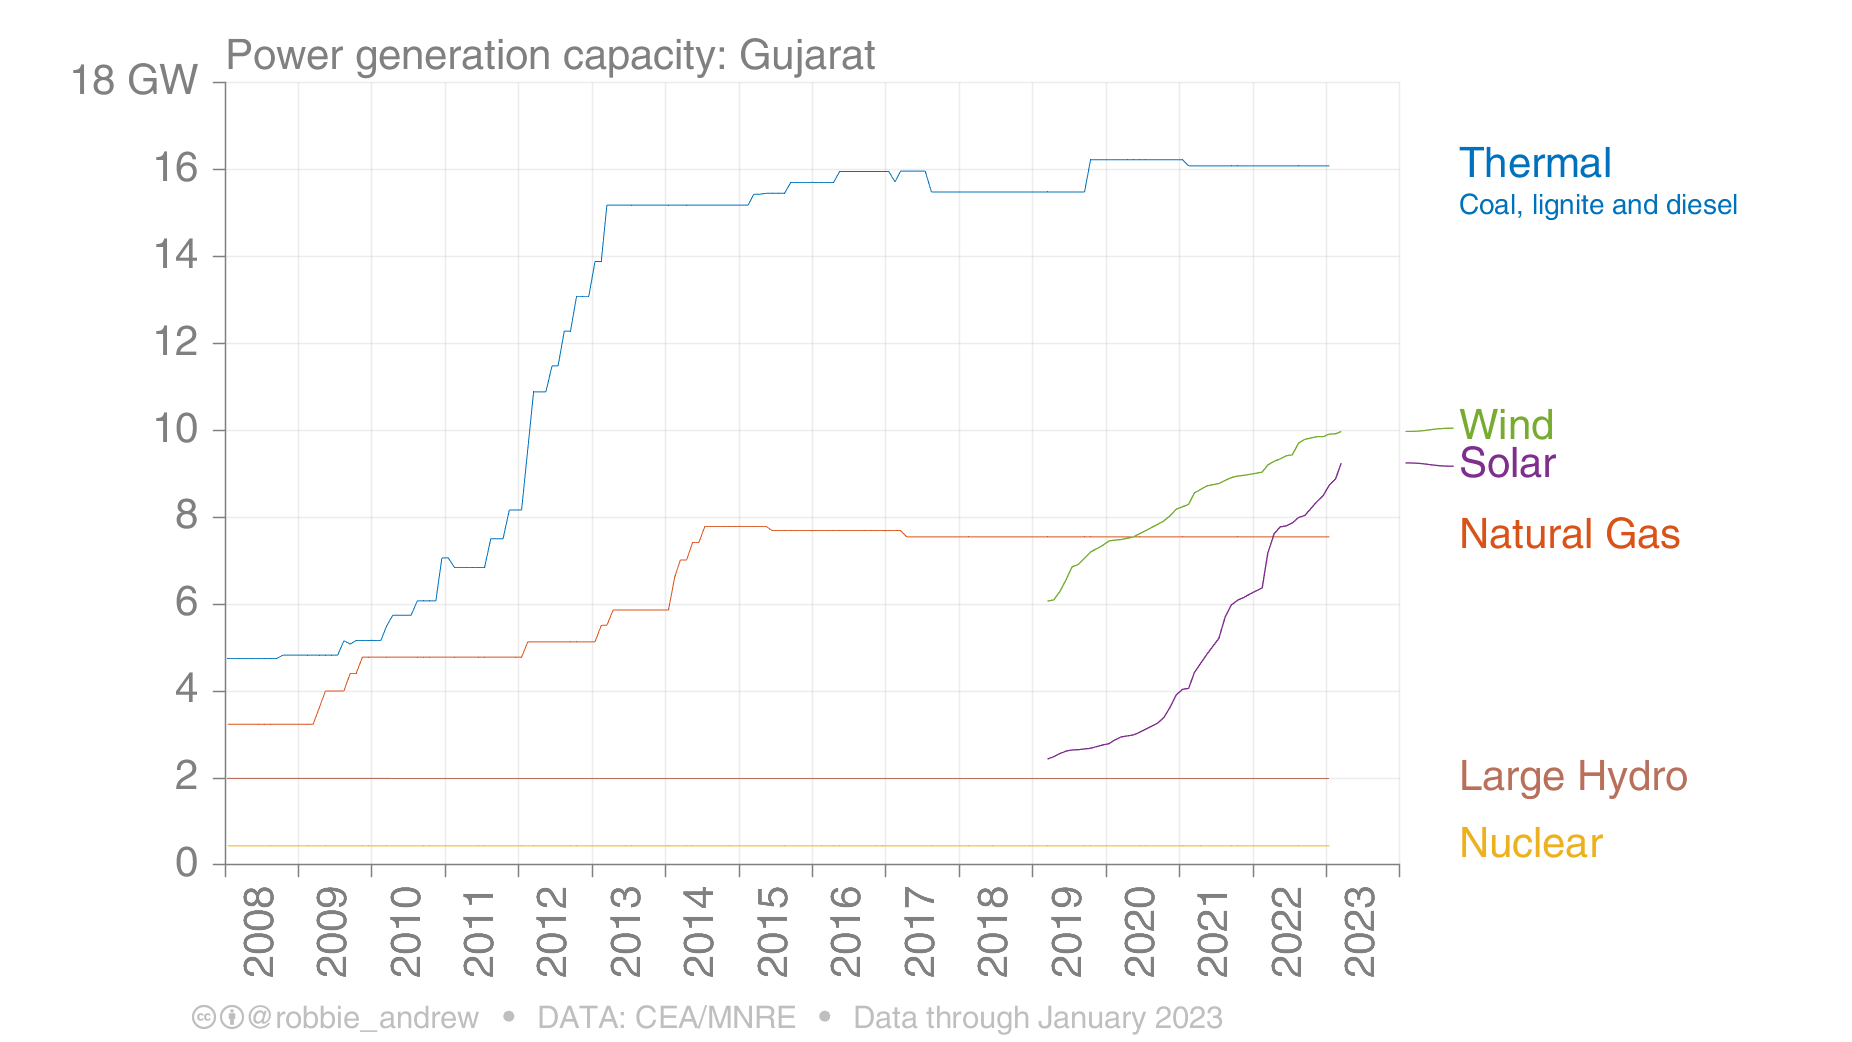 Power generation capacity: Gujarat
18 GW
16
14
12
10
8
6
4
2
0
2008
2009
2010
2011
2012
2013
2014
2015
2016
2017
2018
2019
2020
2021
2022
2023
Thermal
Coal, lignite and diesel
Wind
Solar
Natural Gas
Large Hydro
Nuclear
cc @robbie_andrew • DATA: CEA/MNRE • Data through January 2023